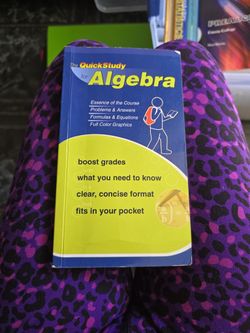 The QuickStudy
for Algebra
Essence of the Course
Problems & Answers
Formulas & Equations
Full Color Graphics
boost grades
what you need to know
clear, concise format
fits in your pocket